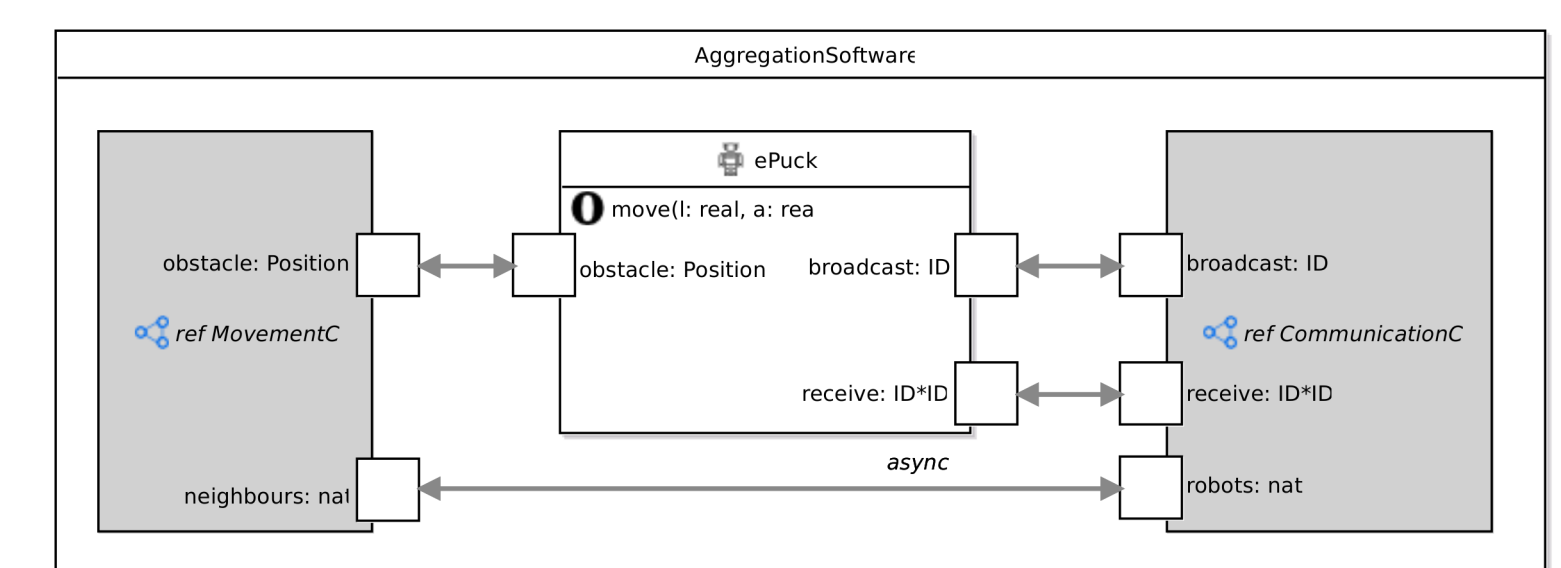 AggregationSoftware
ePuck
O move(l: real, a: rea
obstacle: Position
obstacle: Position
broadcast: ID
broadcast: ID
ref MovementC
ref CommunicationC
receive: ID*ID
receive: ID*ID
async
neighbours: nat
robots: nat